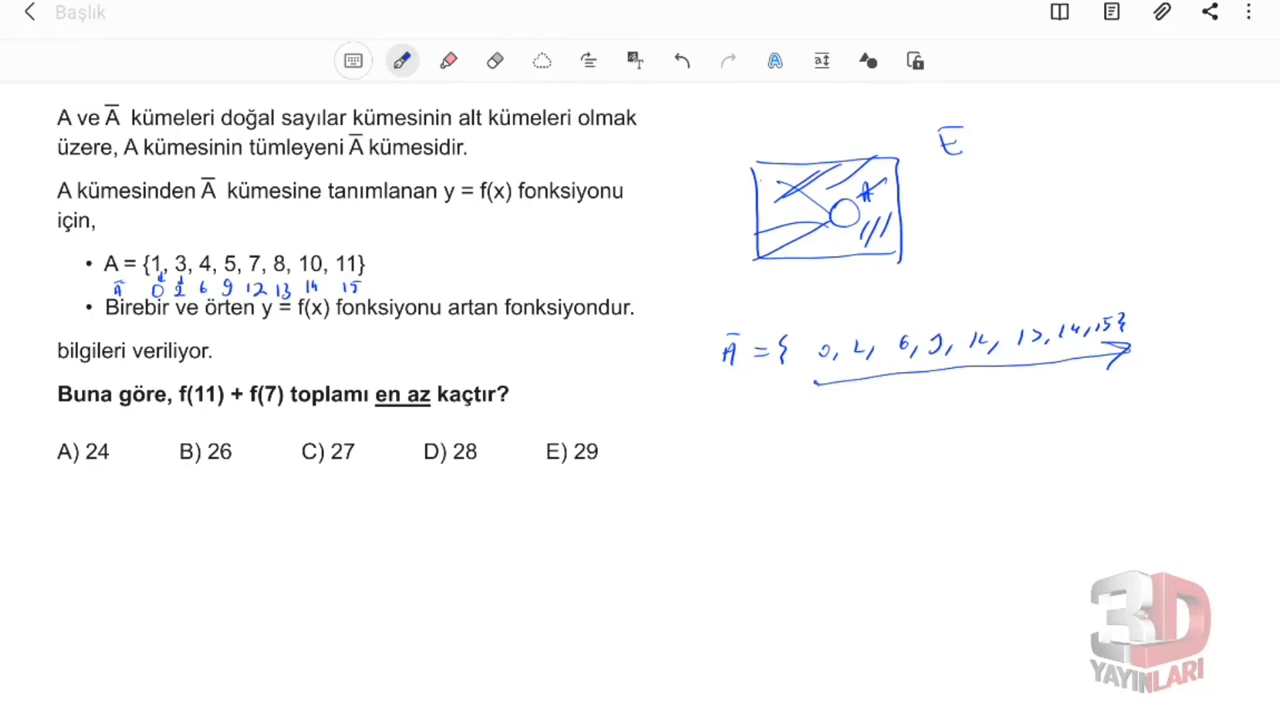 Başlık
A ve A̅ kümeleri doğal sayılar kümesinin alt kümeleri olmak
üzere, A kümesinin tümleyeni A̅ kümesidir.
A kümesinden A̅ kümesine tanımlanan y = f(x) fonksiyonu
için,
• A = {1, 3, 4, 5, 7, 8, 10, 11}
A̅ 0 2 6 9 12 13 14 15
• Birebir ve örten y = f(x) fonksiyonu artan fonksiyondur.
bilgileri veriliyor.
Buna göre, f(11) + f(7) toplamı en az kaçtır?
A) 24 B) 26 C) 27 D) 28 E) 29
E̅
A
A̅ = { 0, 2, 6, 9, 12, 13, 14, 15}
3D
YAYINLARI